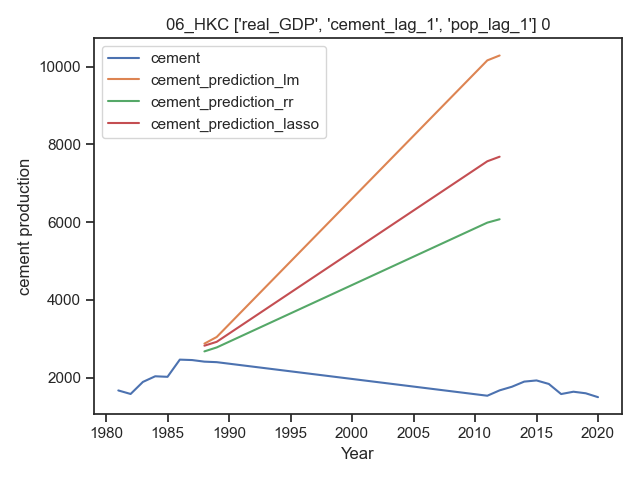 06_HKC ['real_GDP', 'cement_lag_1', 'pop_lag_1'] 0
cement
cement_prediction_lm
cement_prediction_rr
cement_prediction_lasso
cement production
10000
8000
6000
4000
2000
1980 1985 1990 1995 2000 2005 2010 2015 2020
Year